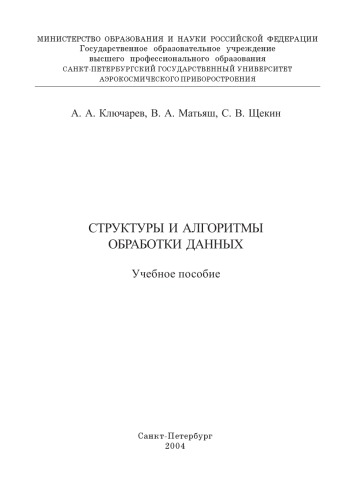 МИНИСТЕРСТВО ОБРАЗОВАНИЯ И НАУКИ РОССИЙСКОЙ ФЕДЕРАЦИИ
Государственное образовательное учреждение
высшего профессионального образования
САНКТ-ПЕТЕРБУРГСКИЙ ГОСУДАРСТВЕННЫЙ УНИВЕРСИТЕТ
АЭРОКОСМИЧЕСКОГО ПРИБОРОСТРОЕНИЯ
А. А. Ключарев, В. А. Матьяш, С. В. Щекин
СТРУКТУРЫ И АЛГОРИТМЫ
ОБРАБОТКИ ДАННЫХ
Учебное пособие
Санкт-Петербург
2004